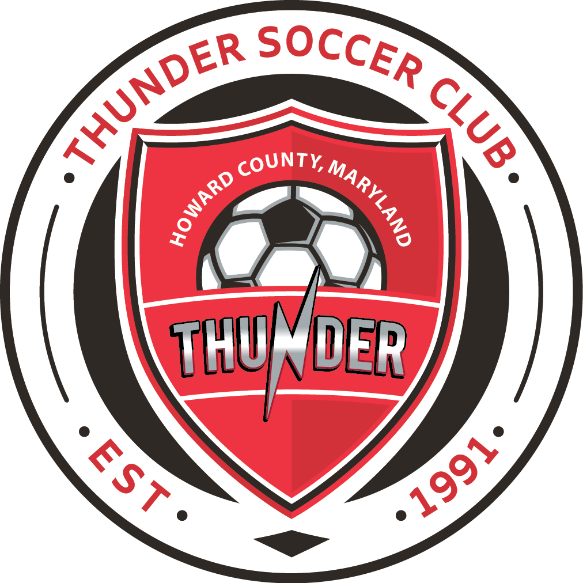 THUNDER SOCCER CLUB
HOWARD COUNTY, MARYLAND
THUNDER
EST
1991